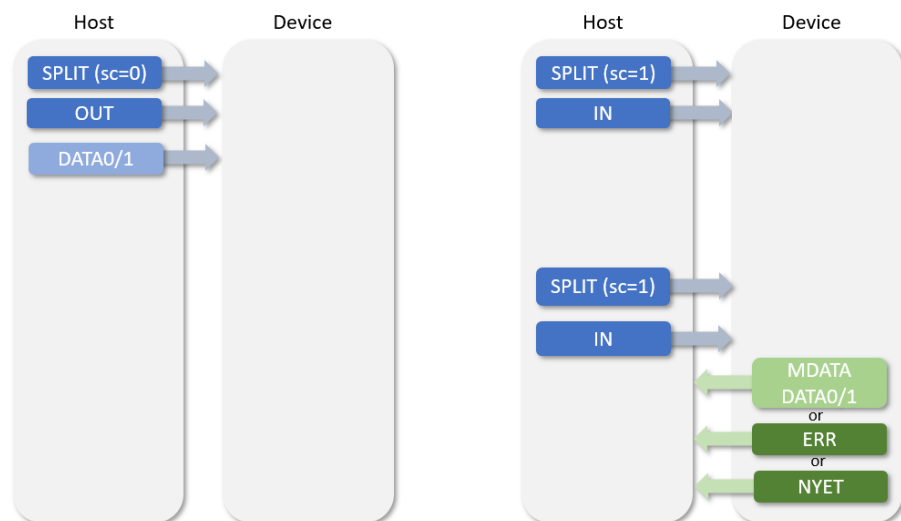 Host
Device
SPLIT (sc=0)
OUT
DATA0/1
Host
Device
SPLIT (sc=1)
IN
SPLIT (sc=1)
IN
MDATA
DATA0/1
or
ERR
or
NYET